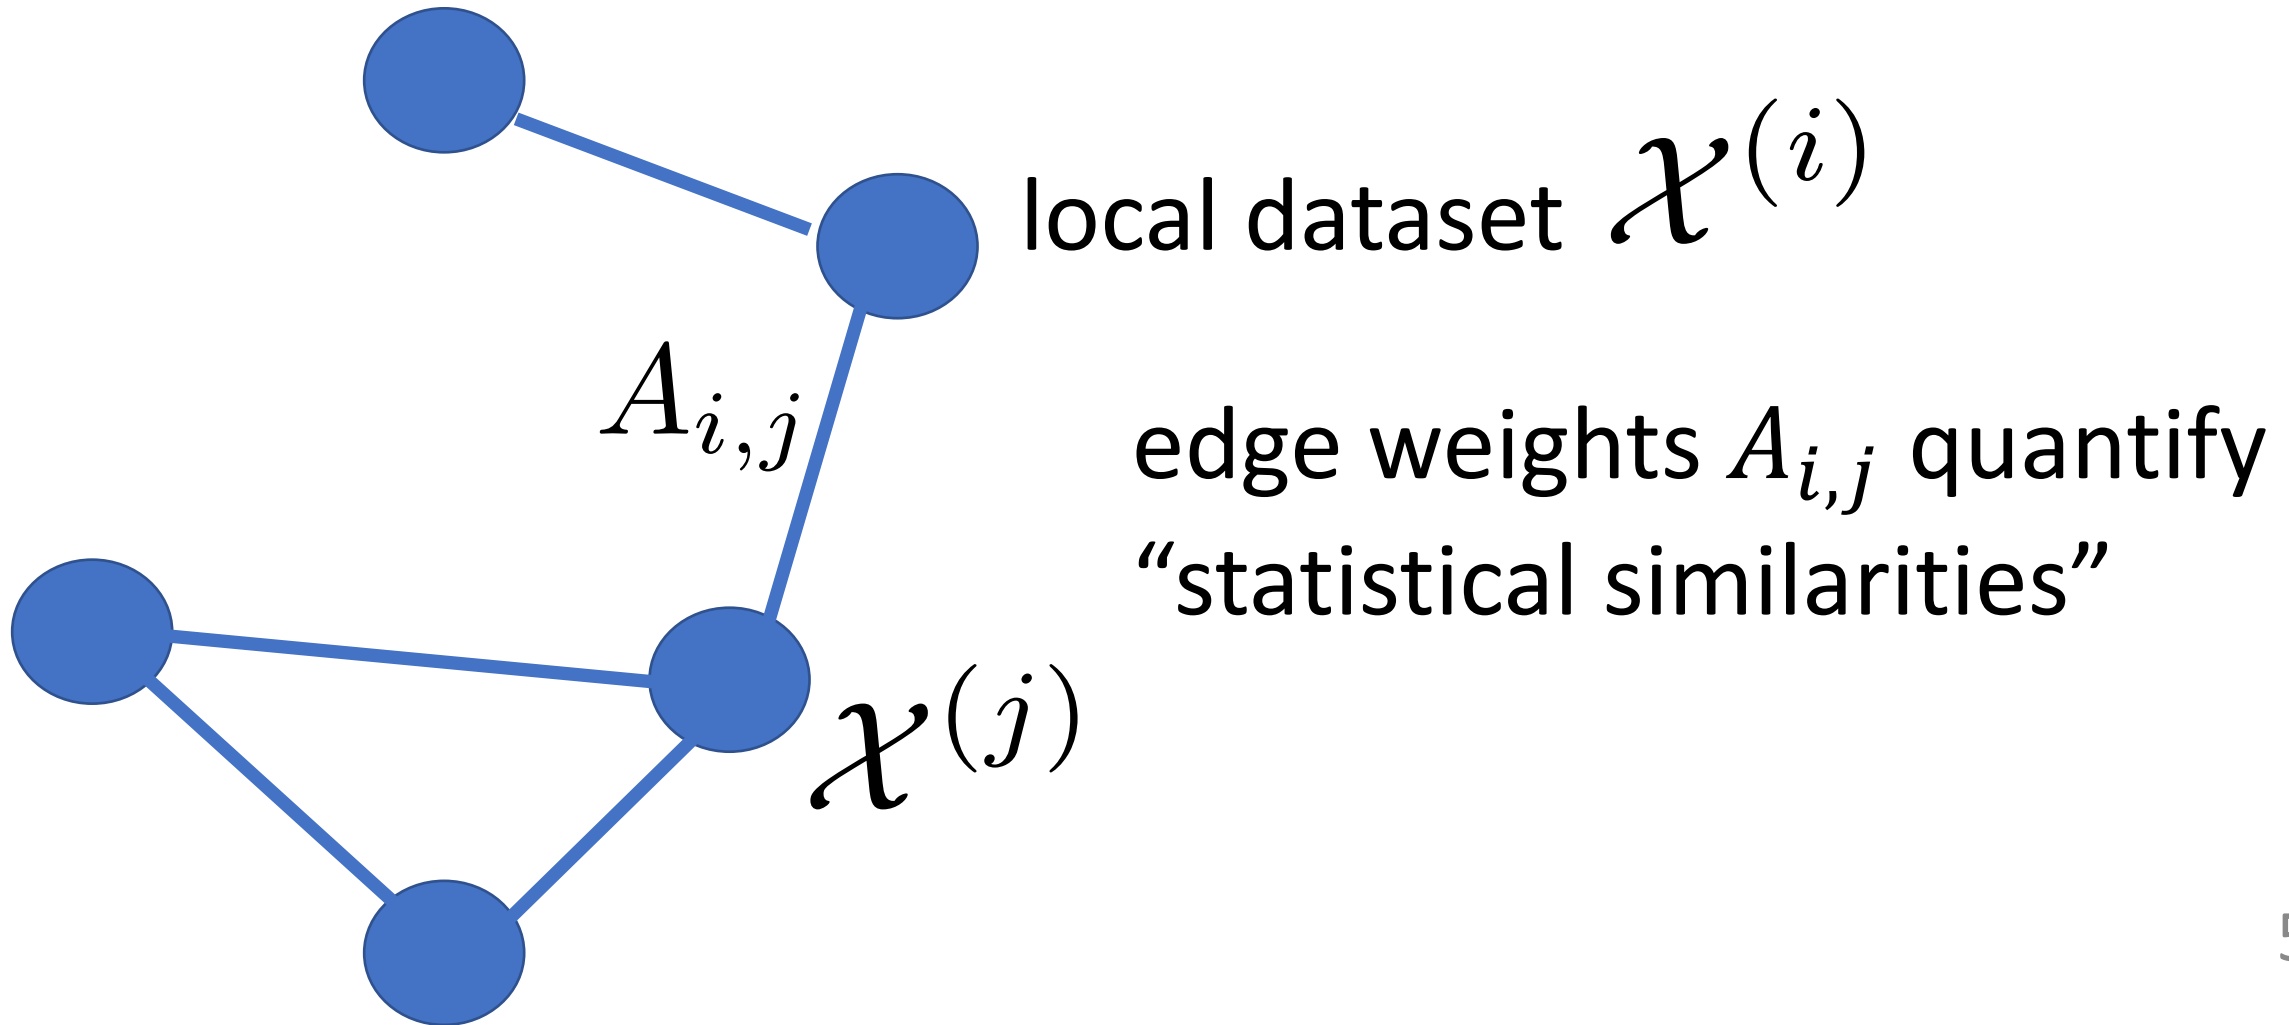 local dataset 𝒳^{(i)}
A_{i,j}
edge weights A_{i,j} quantify
“statistical similarities”
𝒳^{(j)}